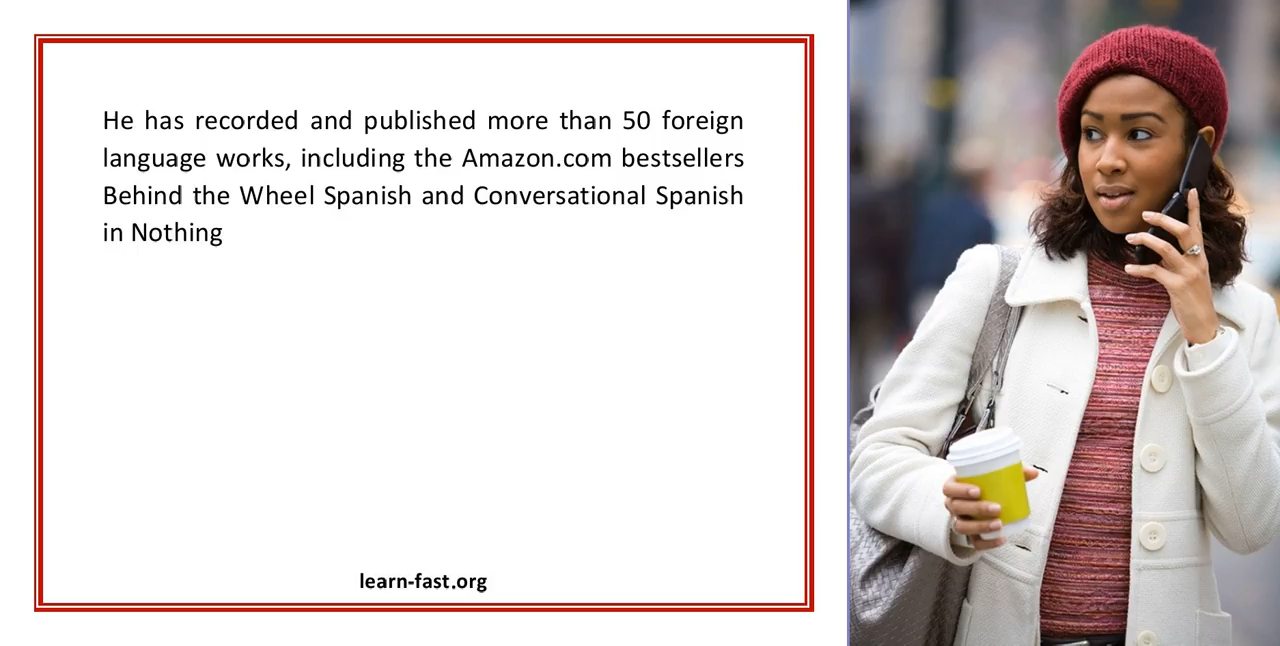 He has recorded and published more than 50 foreign
language works, including the Amazon.com bestsellers
Behind the Wheel Spanish and Conversational Spanish
in Nothing
learn-fast.org